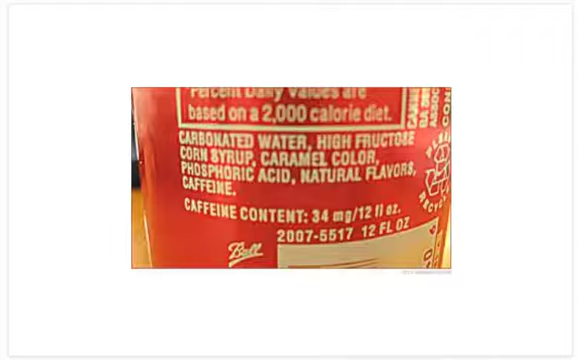 Percent Daily Values are
based on a 2,000 calorie diet.
CARBONATED WATER, HIGH FRUCTOSE
CORN SYRUP, CARAMEL COLOR,
PHOSPHORIC ACID, NATURAL FLAVORS,
CAFFEINE.
CAFFEINE CONTENT: 34 mg/12 fl oz.
2007-5517 12 FL OZ
Ball